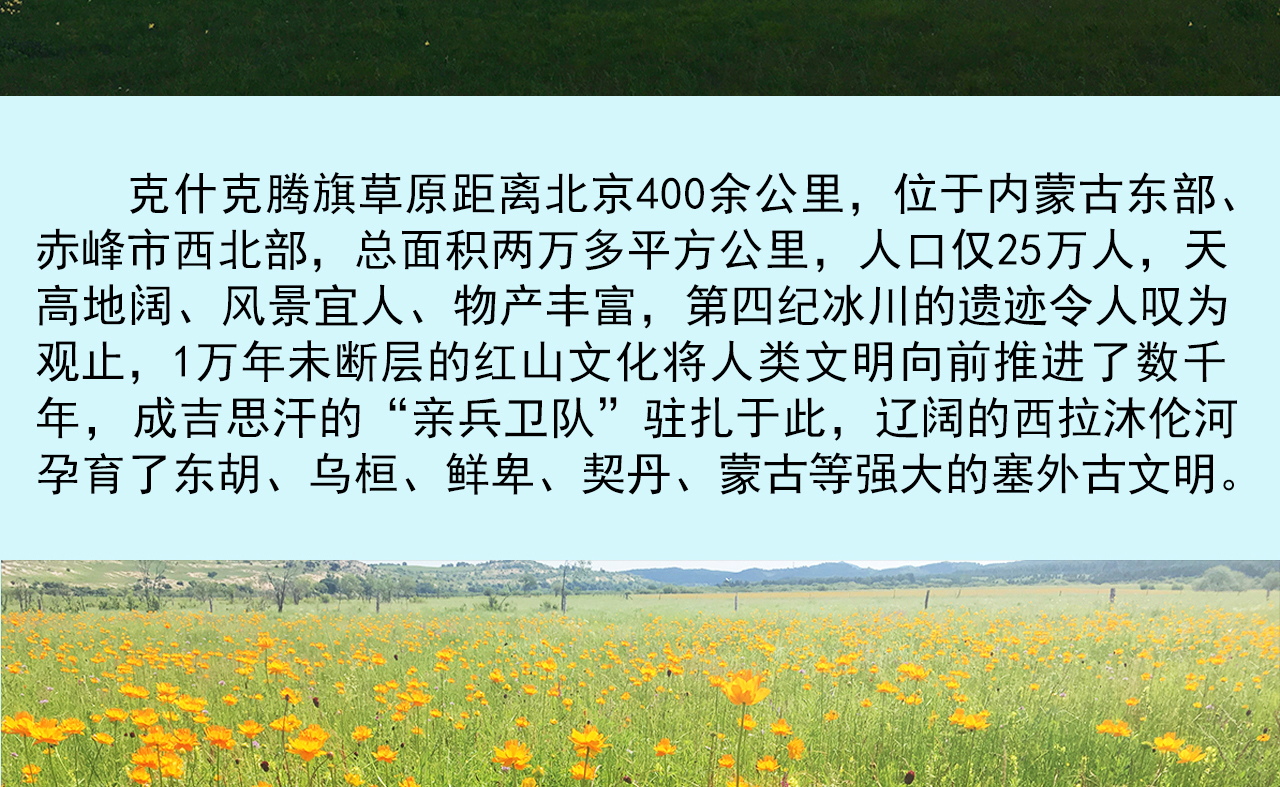 克什克腾旗草原距离北京400余公里，位于内蒙古东部、
赤峰市西北部，总面积两万多平方公里，人口仅25万人，天
高地阔、风景宜人、物产丰富，第四纪冰川的遗迹令人叹为
观止，1万年未断层的红山文化将人类文明向前推进了数千
年，成吉思汗的“亲兵卫队”驻扎于此，辽阔的西拉沐伦河
孕育了东胡、乌桓、鲜卑、契丹、蒙古等强大的塞外古文明。